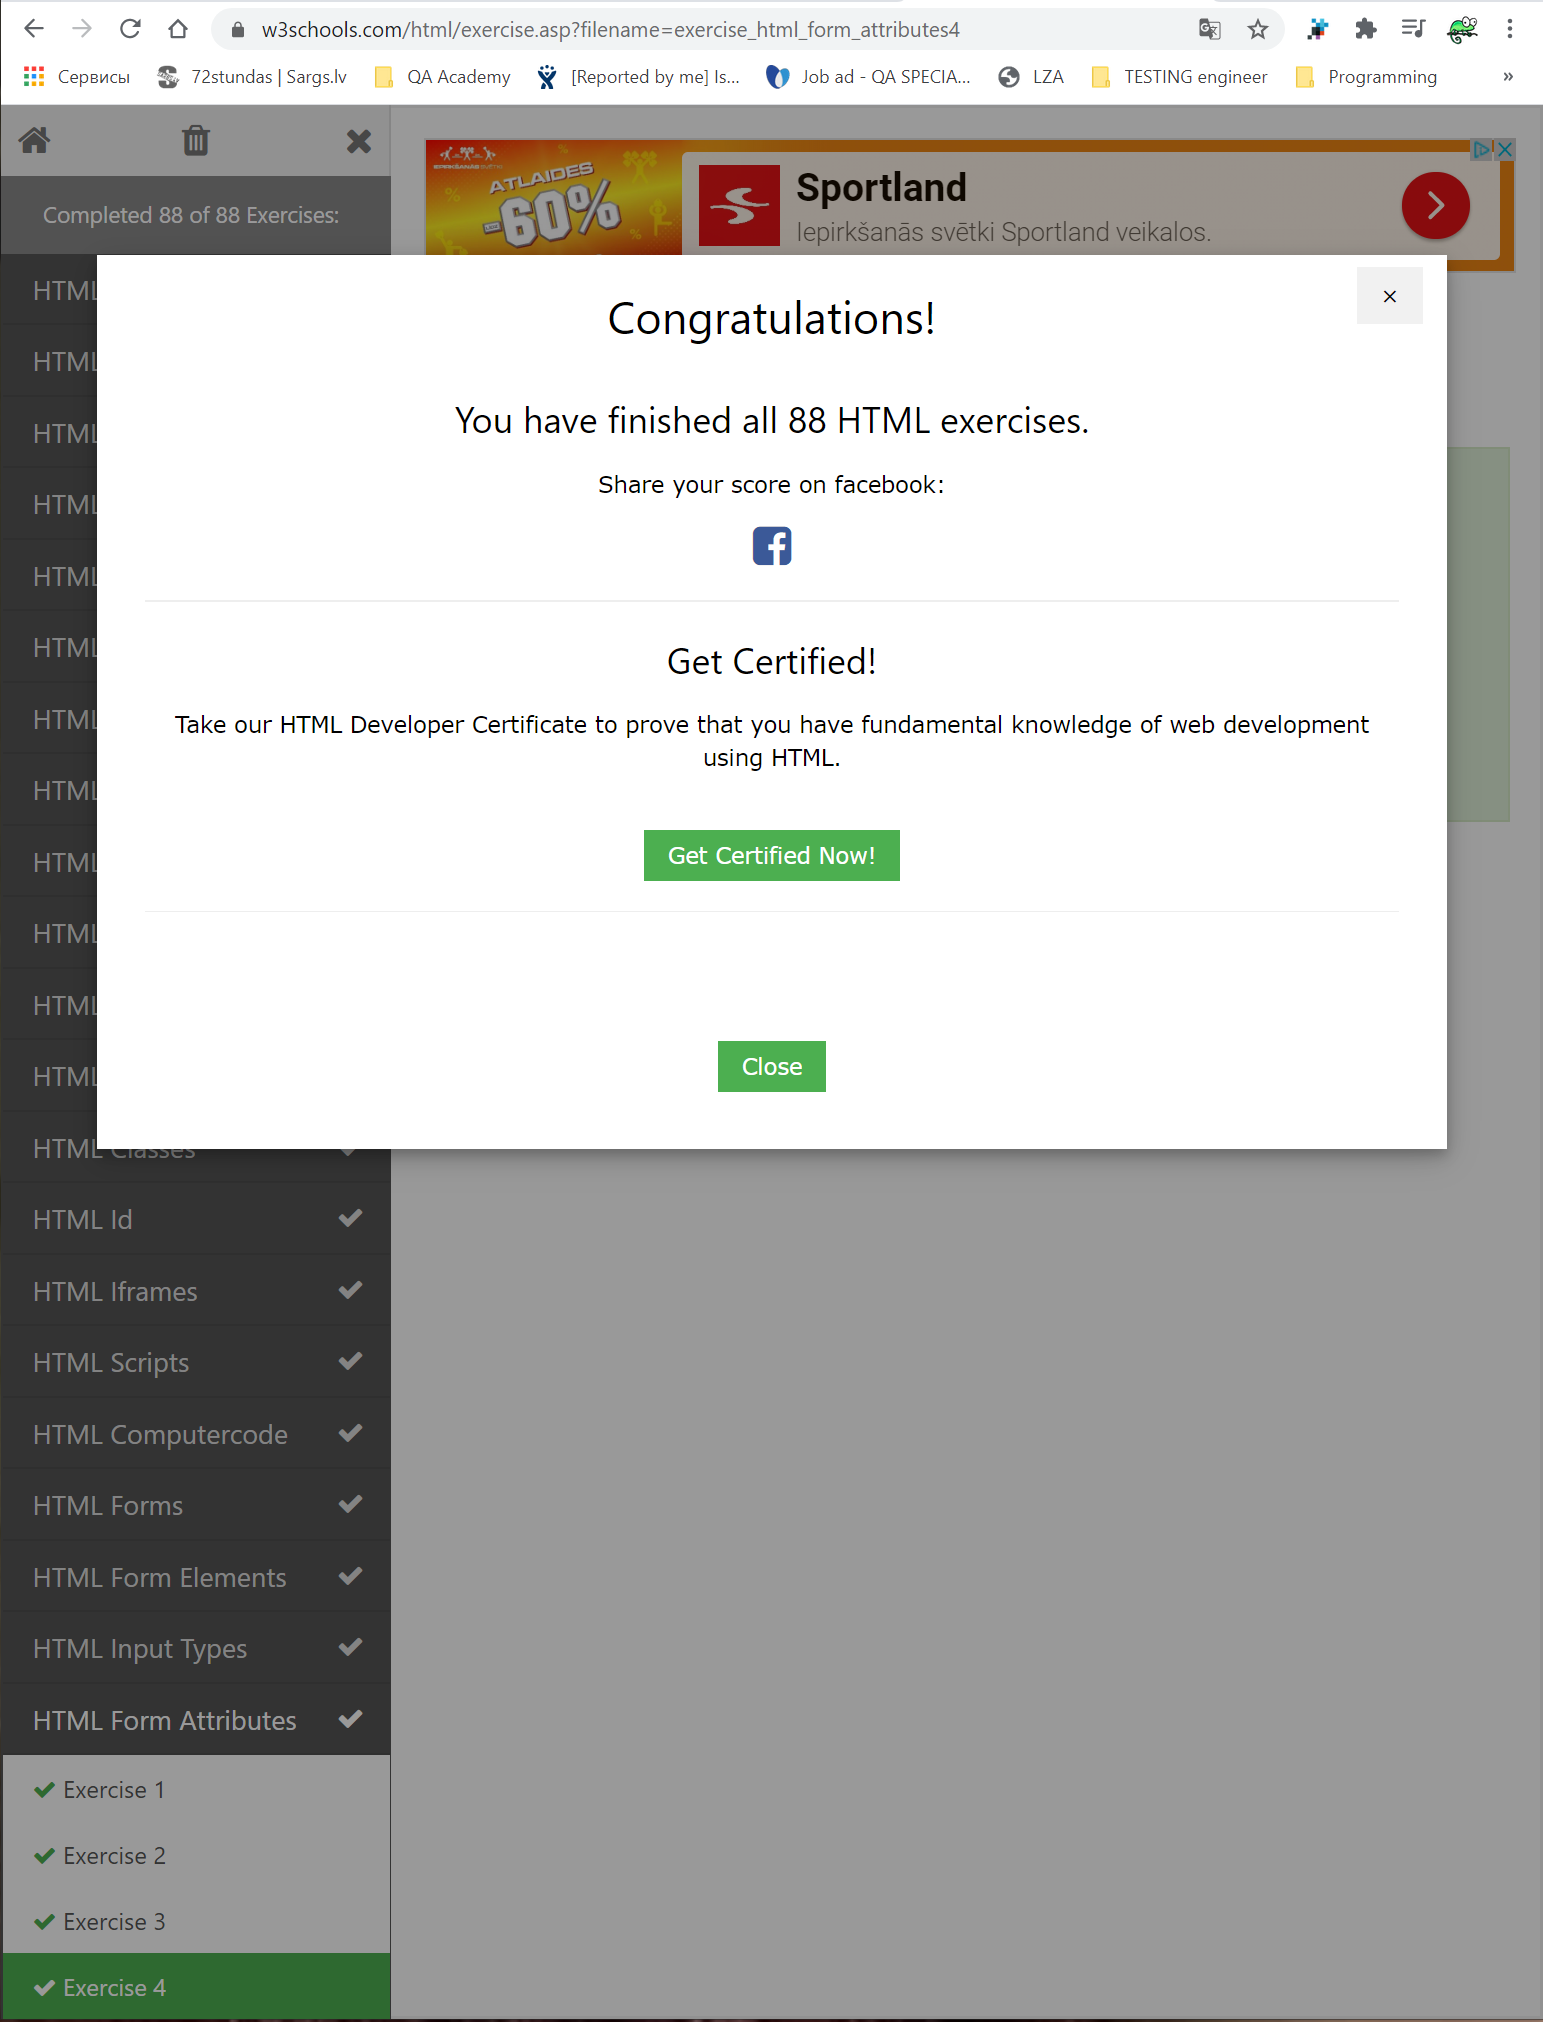 w3schools.com/html/exercise.asp?filename=exercise_html_form_attributes4
Сервисы
72stundas | Sargs.lv
QA Academy
[Reported by me] Is...
Job ad - QA SPECIA...
LZA
TESTING engineer
Programming
»
Completed 88 of 88 Exercises:
IEPIRKŠANĀS SVĒTKI
ATLAIDES
-60%
Sportland
Iepirkšanās svētki Sportland veikalos.
HTML
HTML
HTML
HTML
HTML
HTML
HTML
HTML
HTML
HTML
HTML
HTML
×
Congratulations!
You have finished all 88 HTML exercises.
Share your score on facebook:
Get Certified!
Take our HTML Developer Certificate to prove that you have fundamental knowledge of web development
using HTML.
Get Certified Now!
Close
HTML Classes
HTML Id
HTML Iframes
HTML Scripts
HTML Computercode
HTML Forms
HTML Form Elements
HTML Input Types
HTML Form Attributes
Exercise 1
Exercise 2
Exercise 3
Exercise 4